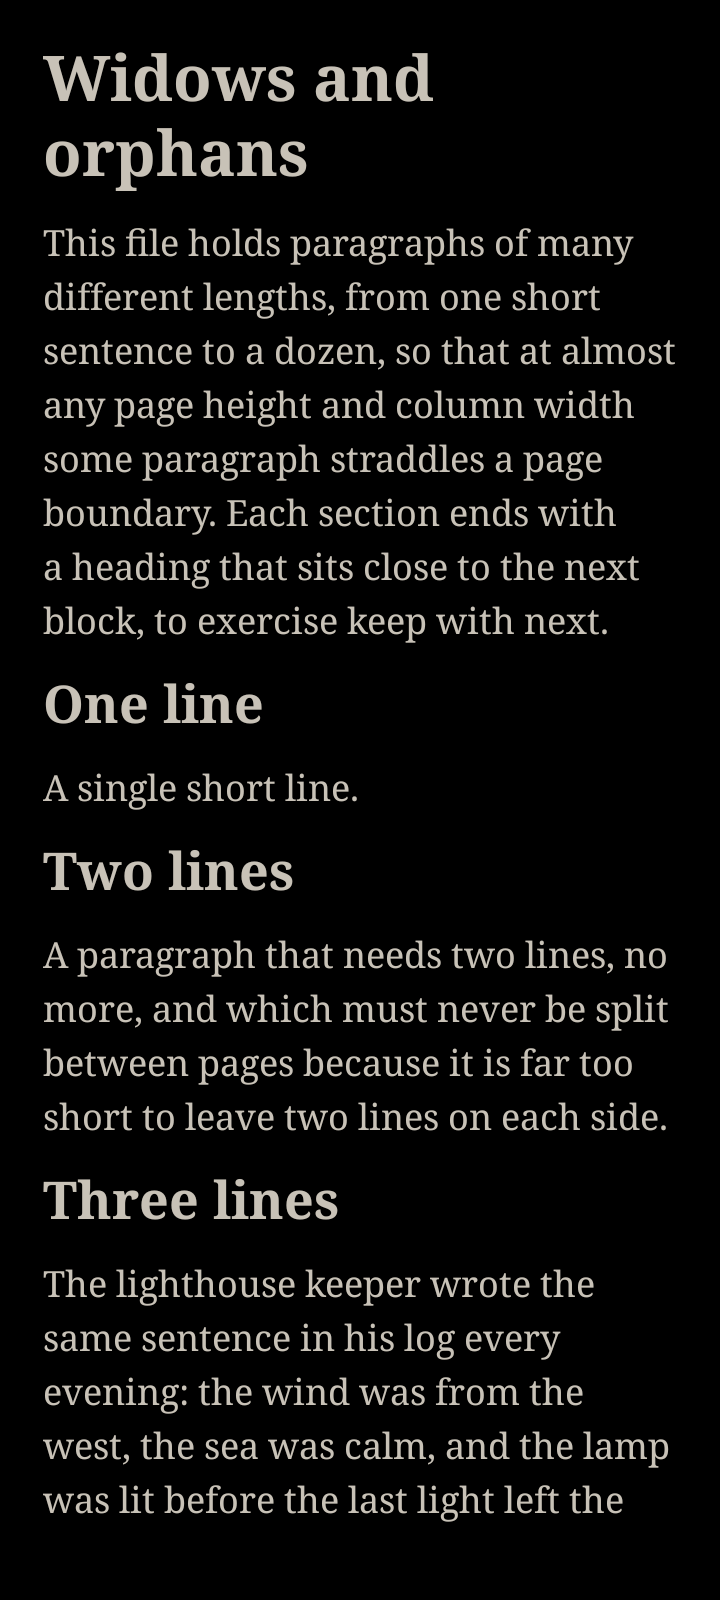 Widows and
orphans
This file holds paragraphs of many
different lengths, from one short
sentence to a dozen, so that at almost
any page height and column width
some paragraph straddles a page
boundary. Each section ends with
a heading that sits close to the next
block, to exercise keep with next.
One line
A single short line.
Two lines
A paragraph that needs two lines, no
more, and which must never be split
between pages because it is far too
short to leave two lines on each side.
Three lines
The lighthouse keeper wrote the
same sentence in his log every
evening: the wind was from the
west, the sea was calm, and the lamp
was lit before the last light left the